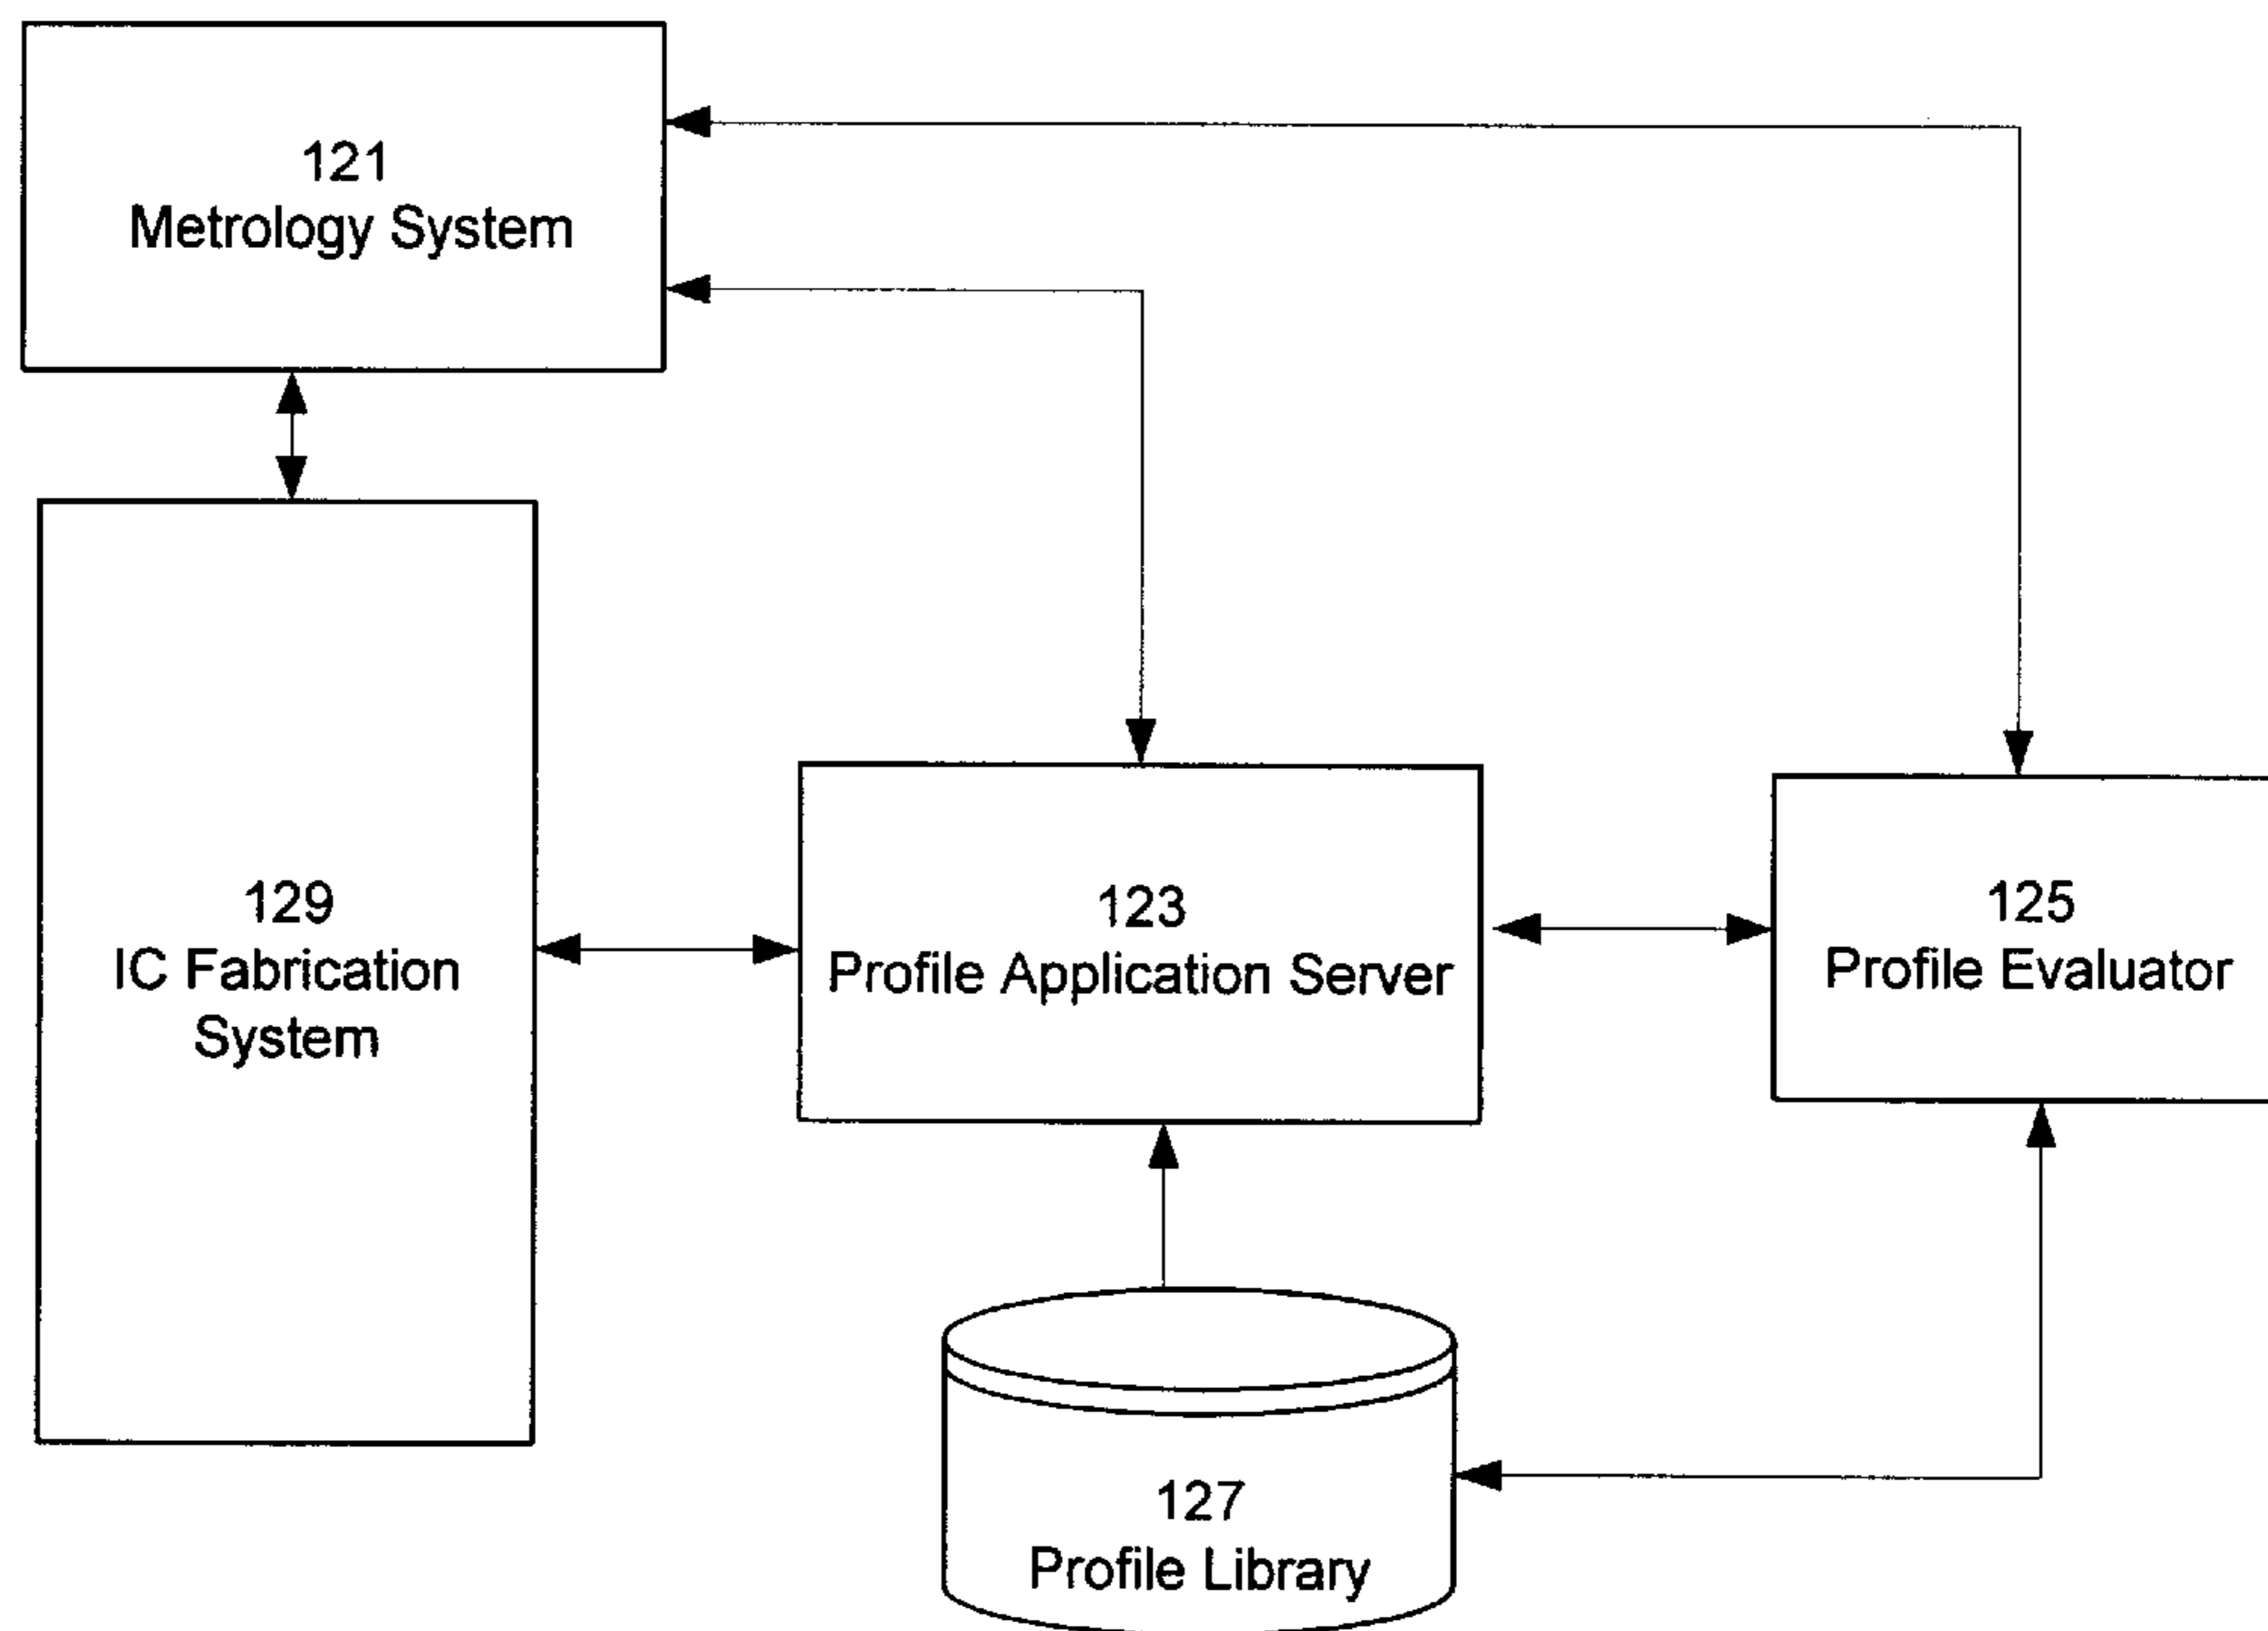 121
Metrology System
129
IC Fabrication
System
123
Profile Application Server
125
Profile Evaluator
127
Profile Library